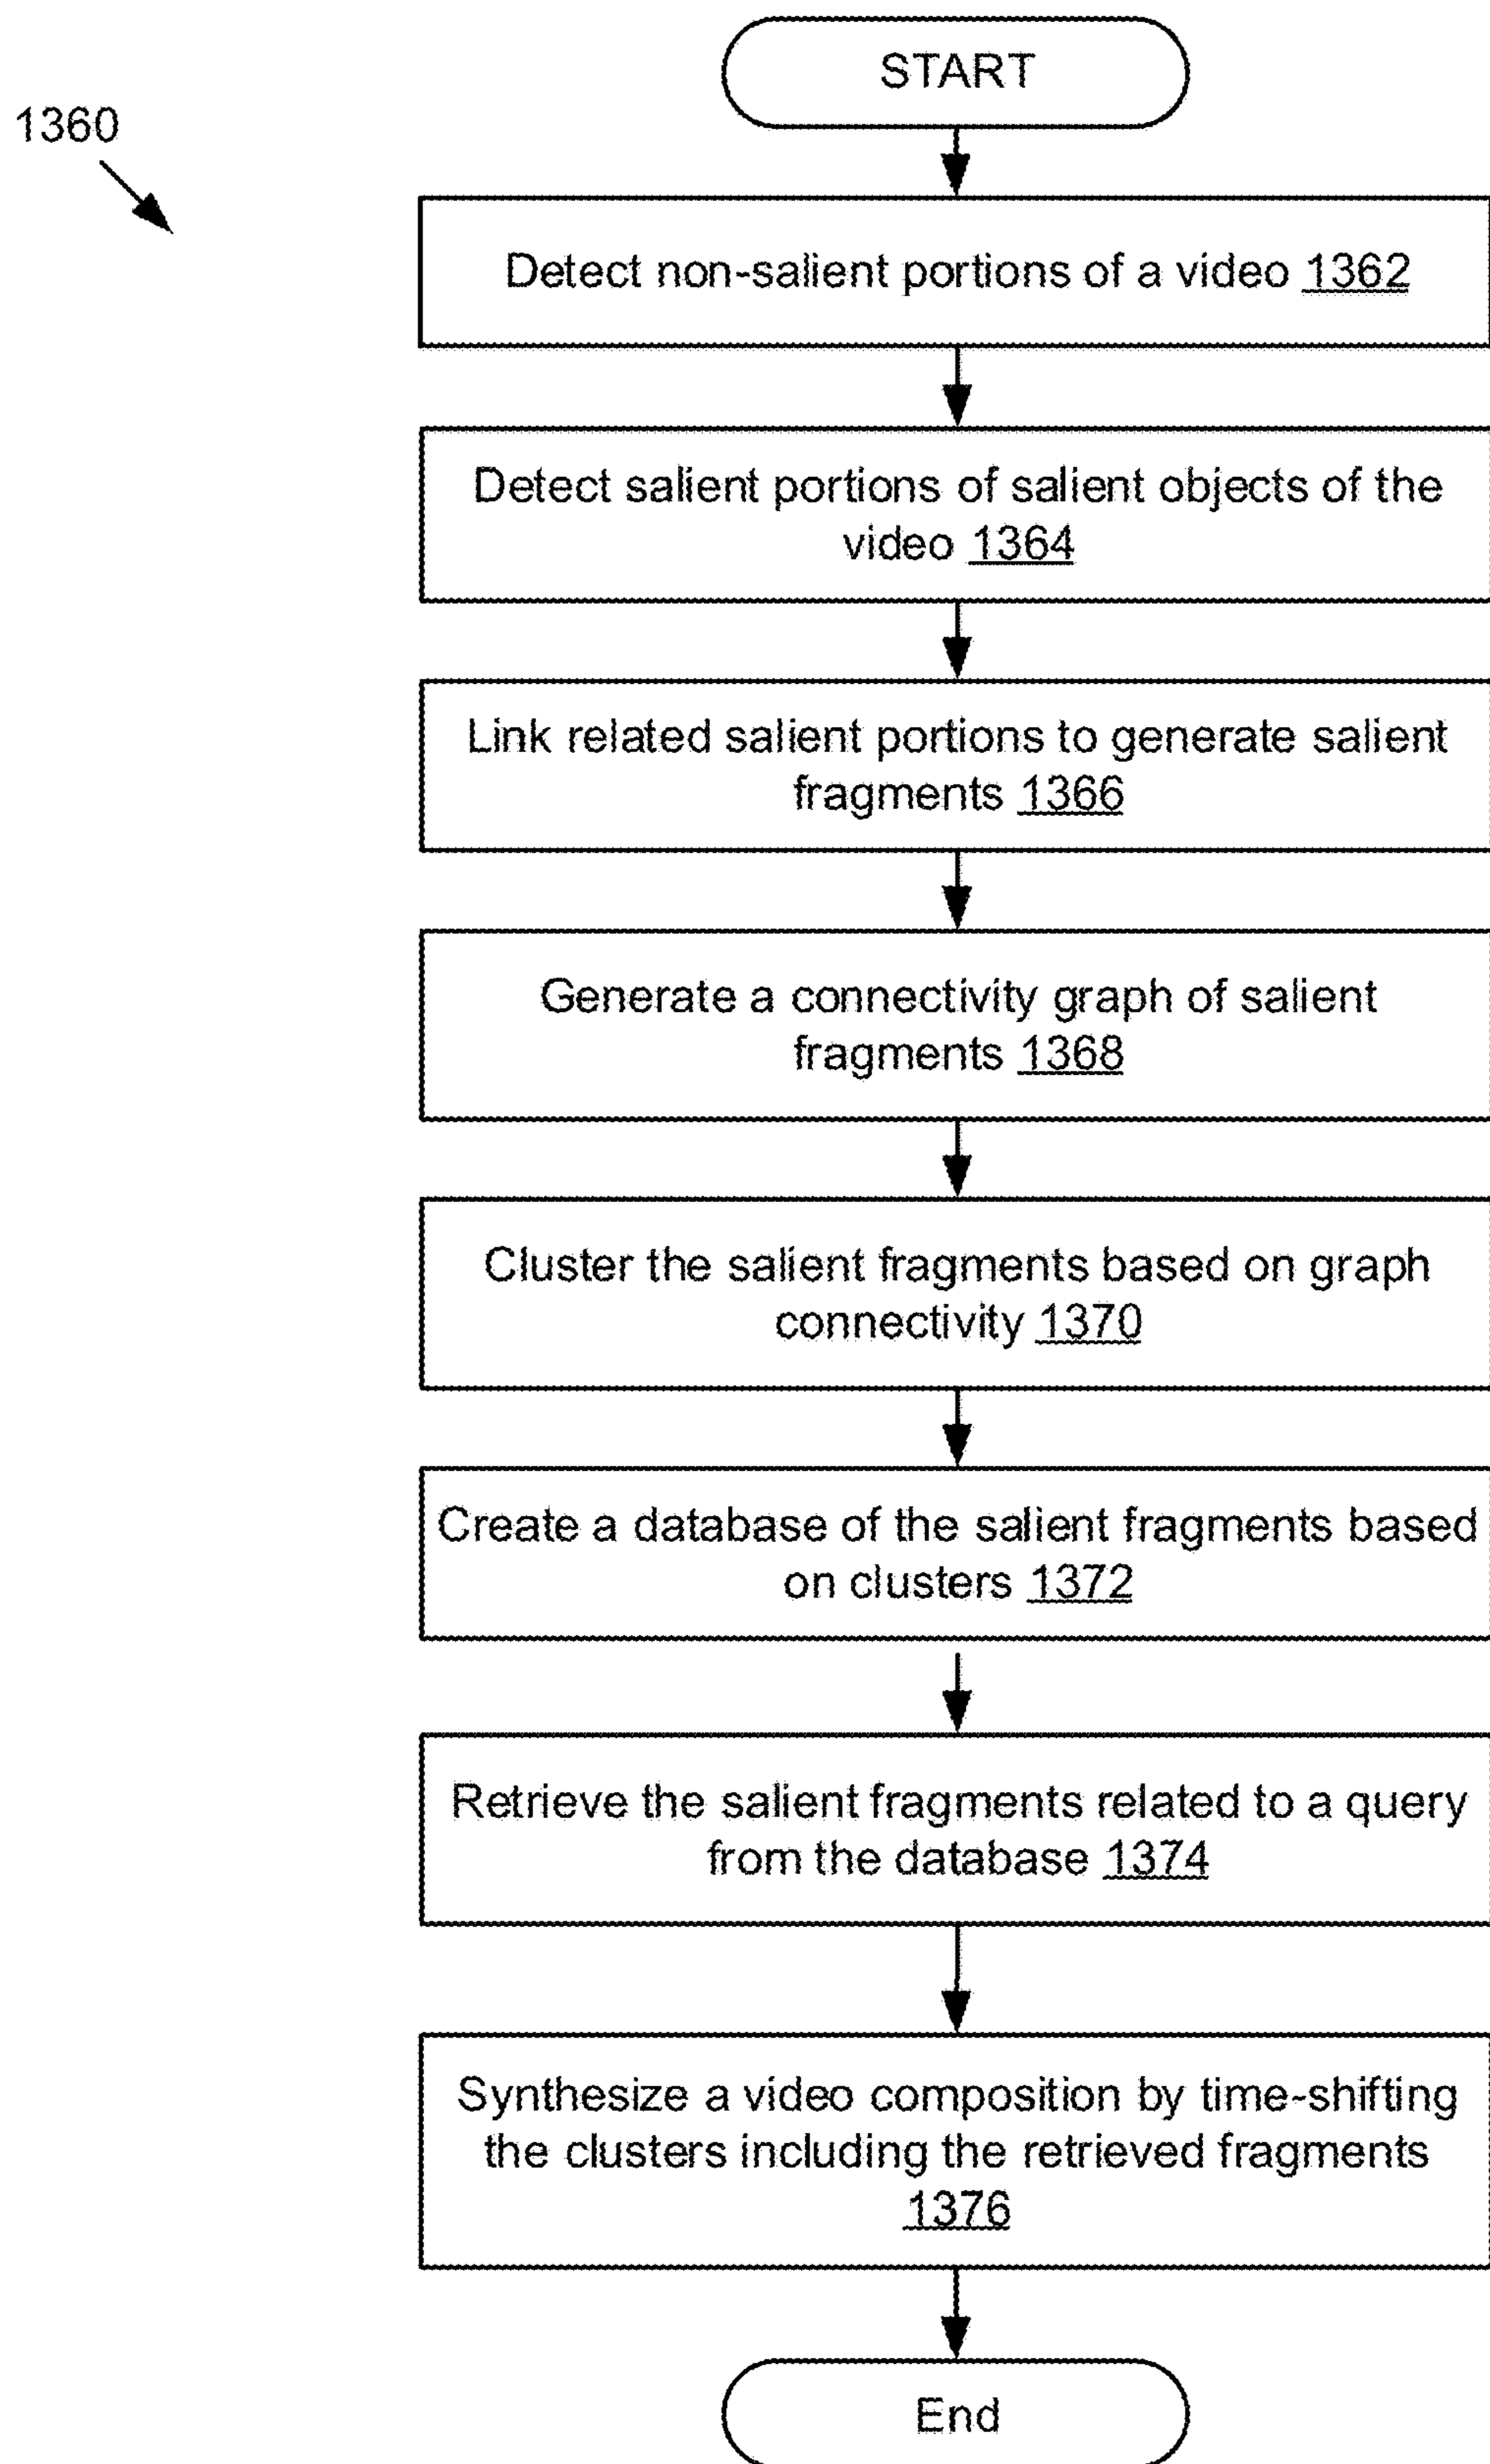 START
1360
Detect non-salient portions of a video 1362
Detect salient portions of salient objects of the
video 1364
Link related salient portions to generate salient
fragments 1366
Generate a connectivity graph of salient
fragments 1368
Cluster the salient fragments based on graph
connectivity 1370
Create a database of the salient fragments based
on clusters 1372
Retrieve the salient fragments related to a query
from the database 1374
Synthesize a video composition by time-shifting
the clusters including the retrieved fragments
1376
End